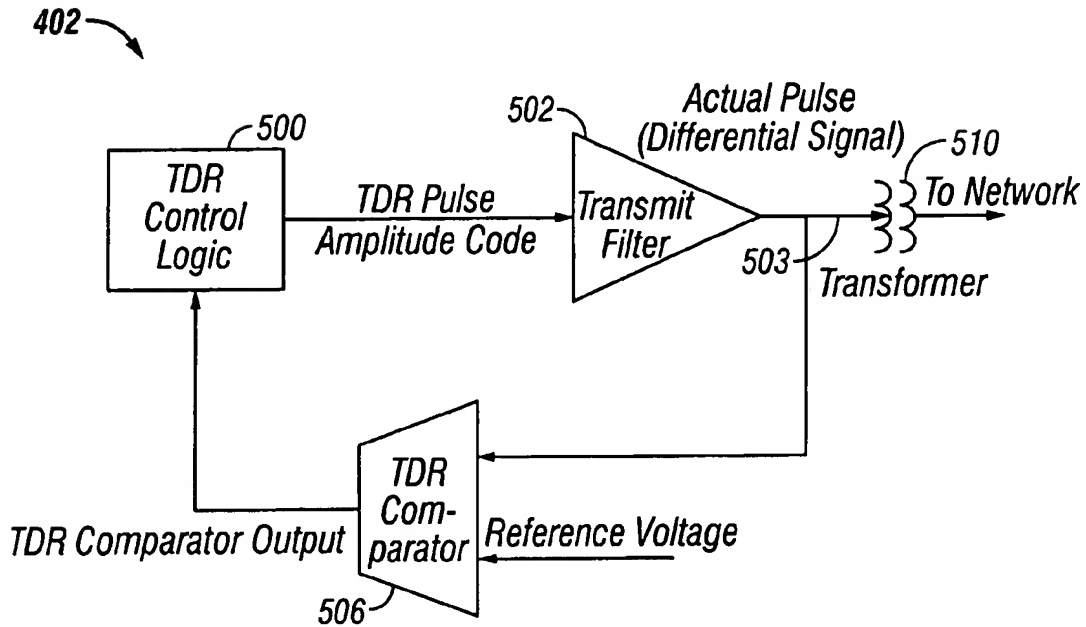 402
500
TDR
Control
Logic
TDR Pulse
Amplitude Code
502
Transmit
Filter
Actual Pulse
(Differential Signal)
503
510
To Network
Transformer
TDR
Com-
parator
506
Reference Voltage
TDR Comparator Output